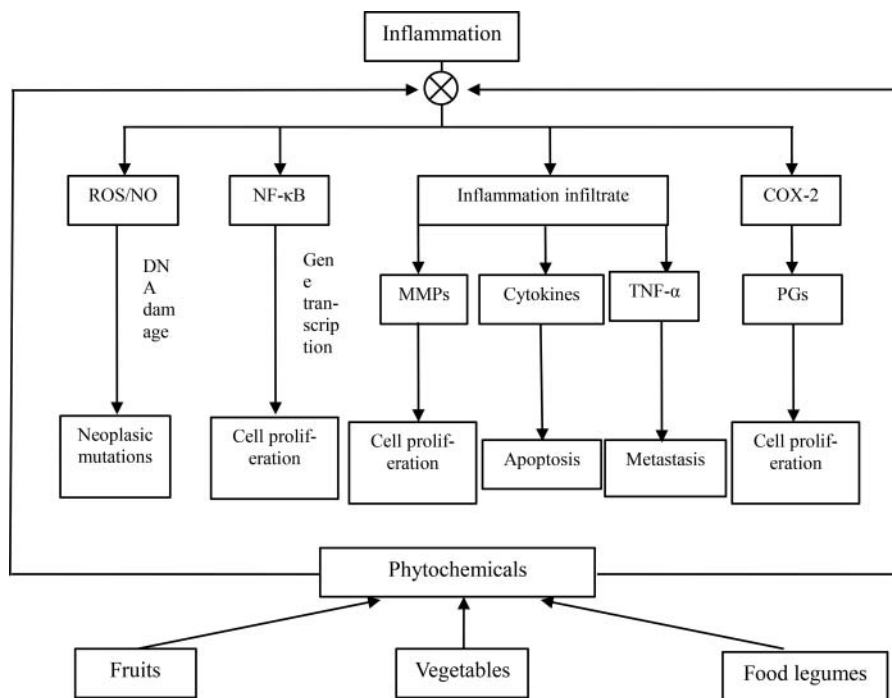 Inflammation
ROS/NO
NF-κB
Inflammation infiltrate
COX-2
DN
A dam
age
Gen
e tran-
scrip
tion
MMPs
Cytokines
TNF-α
PGs
Neoplasic
mutations
Cell prolif-
eration
Cell prolif-
eration
Apoptosis
Metastasis
Cell prolif-
eration
Phytochemicals
Fruits
Vegetables
Food legumes